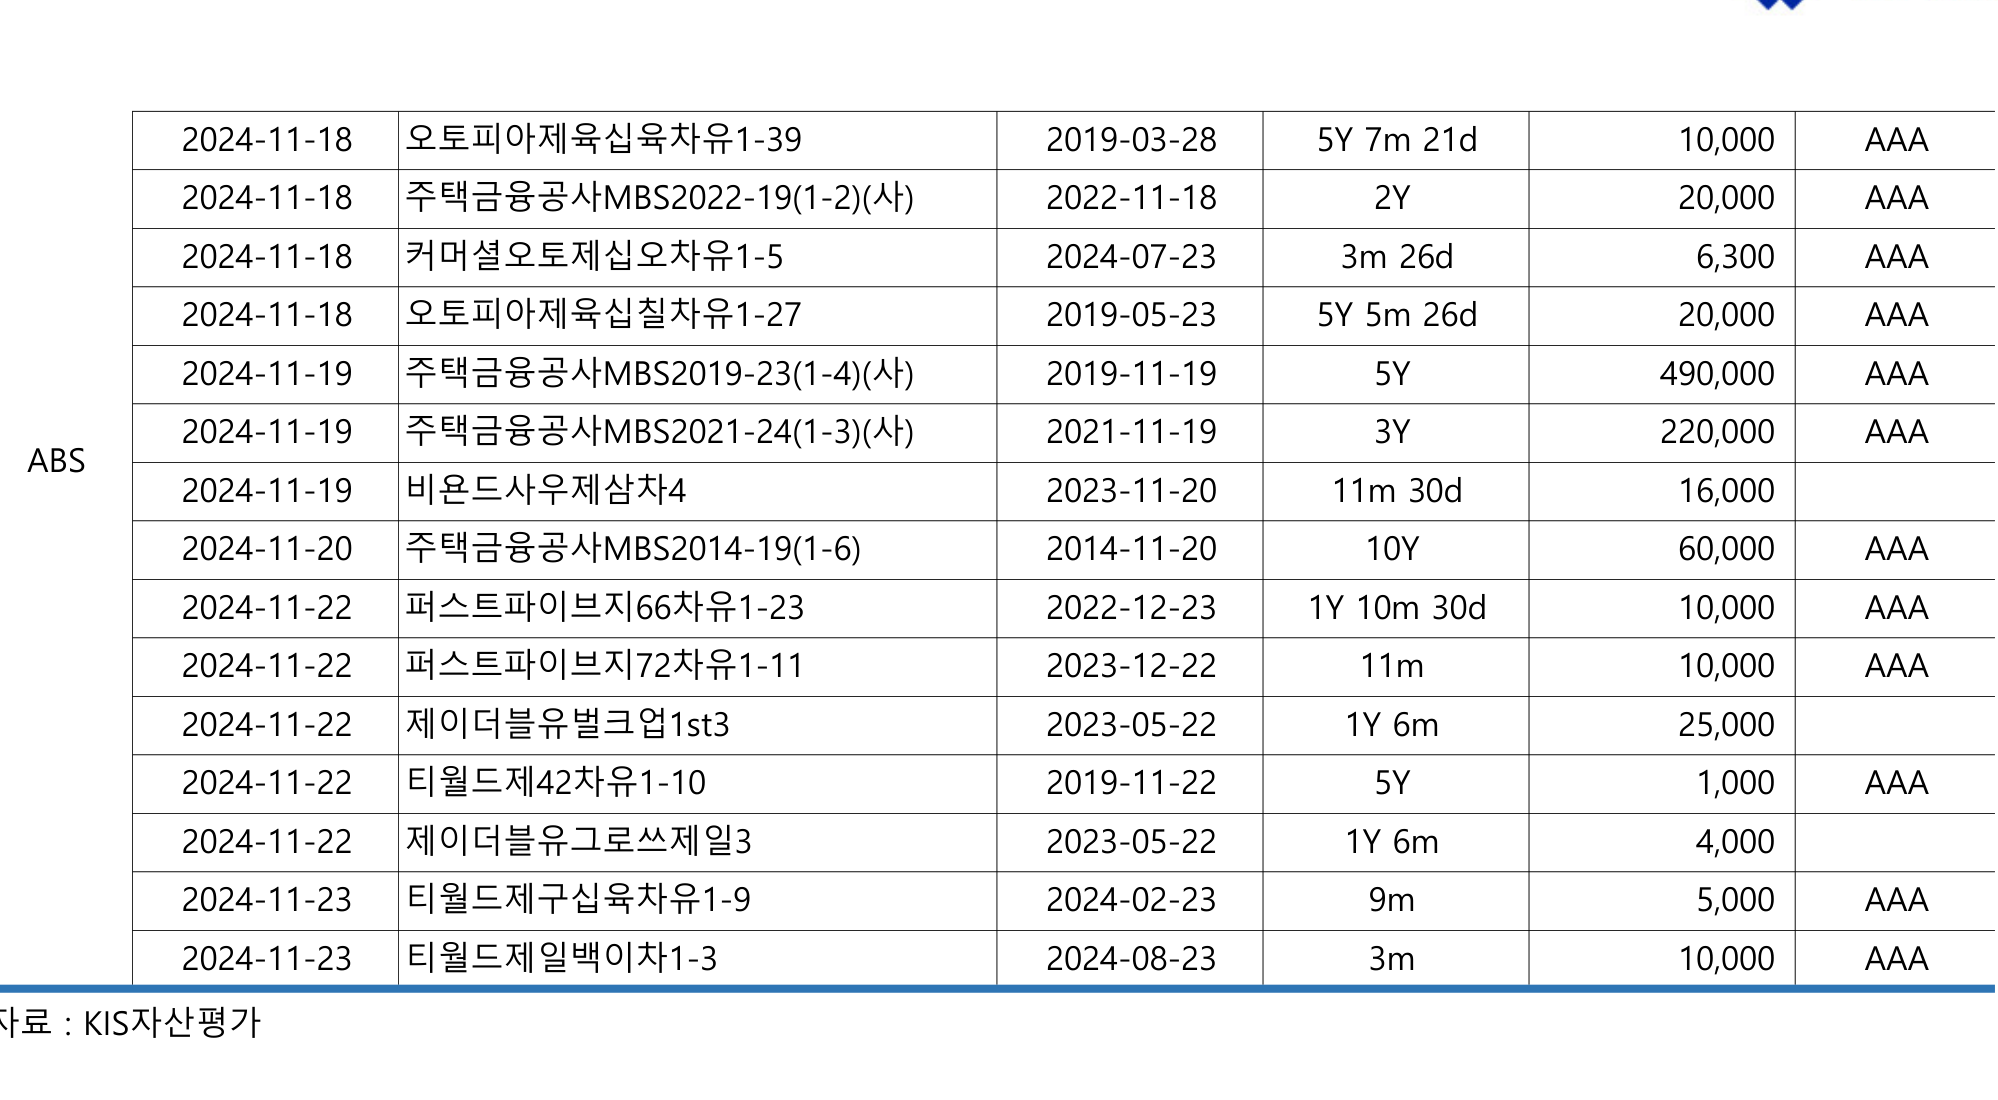 2024-11-18 오토피아제육십육차유1-39 2019-03-28 5Y 7m 21d 10,000 AAA
2024-11-18 주택금융공사MBS2022-19(1-2)(사) 2022-11-18 2Y 20,000 AAA
2024-11-18 커머셜오토제십오차유1-5 2024-07-23 3m 26d 6,300 AAA
2024-11-18 오토피아제육십칠차유1-27 2019-05-23 5Y 5m 26d 20,000 AAA
2024-11-19 주택금융공사MBS2019-23(1-4)(사) 2019-11-19 5Y 490,000 AAA
2024-11-19 주택금융공사MBS2021-24(1-3)(사) 2021-11-19 3Y 220,000 AAA
ABS
2024-11-19 비욘드사우제삼차4 2023-11-20 11m 30d 16,000
2024-11-20 주택금융공사MBS2014-19(1-6) 2014-11-20 10Y 60,000 AAA
2024-11-22 퍼스트파이브지66차유1-23 2022-12-23 1Y 10m 30d 10,000 AAA
2024-11-22 퍼스트파이브지72차유1-11 2023-12-22 11m 10,000 AAA
2024-11-22 제이더블유벌크업1st3 2023-05-22 1Y 6m 25,000
2024-11-22 티월드제42차유1-10 2019-11-22 5Y 1,000 AAA
2024-11-22 제이더블유그로쓰제일3 2023-05-22 1Y 6m 4,000
2024-11-23 티월드제구십육차유1-9 2024-02-23 9m 5,000 AAA
2024-11-23 티월드제일백이차1-3 2024-08-23 3m 10,000 AAA
자료 : KIS자산평가